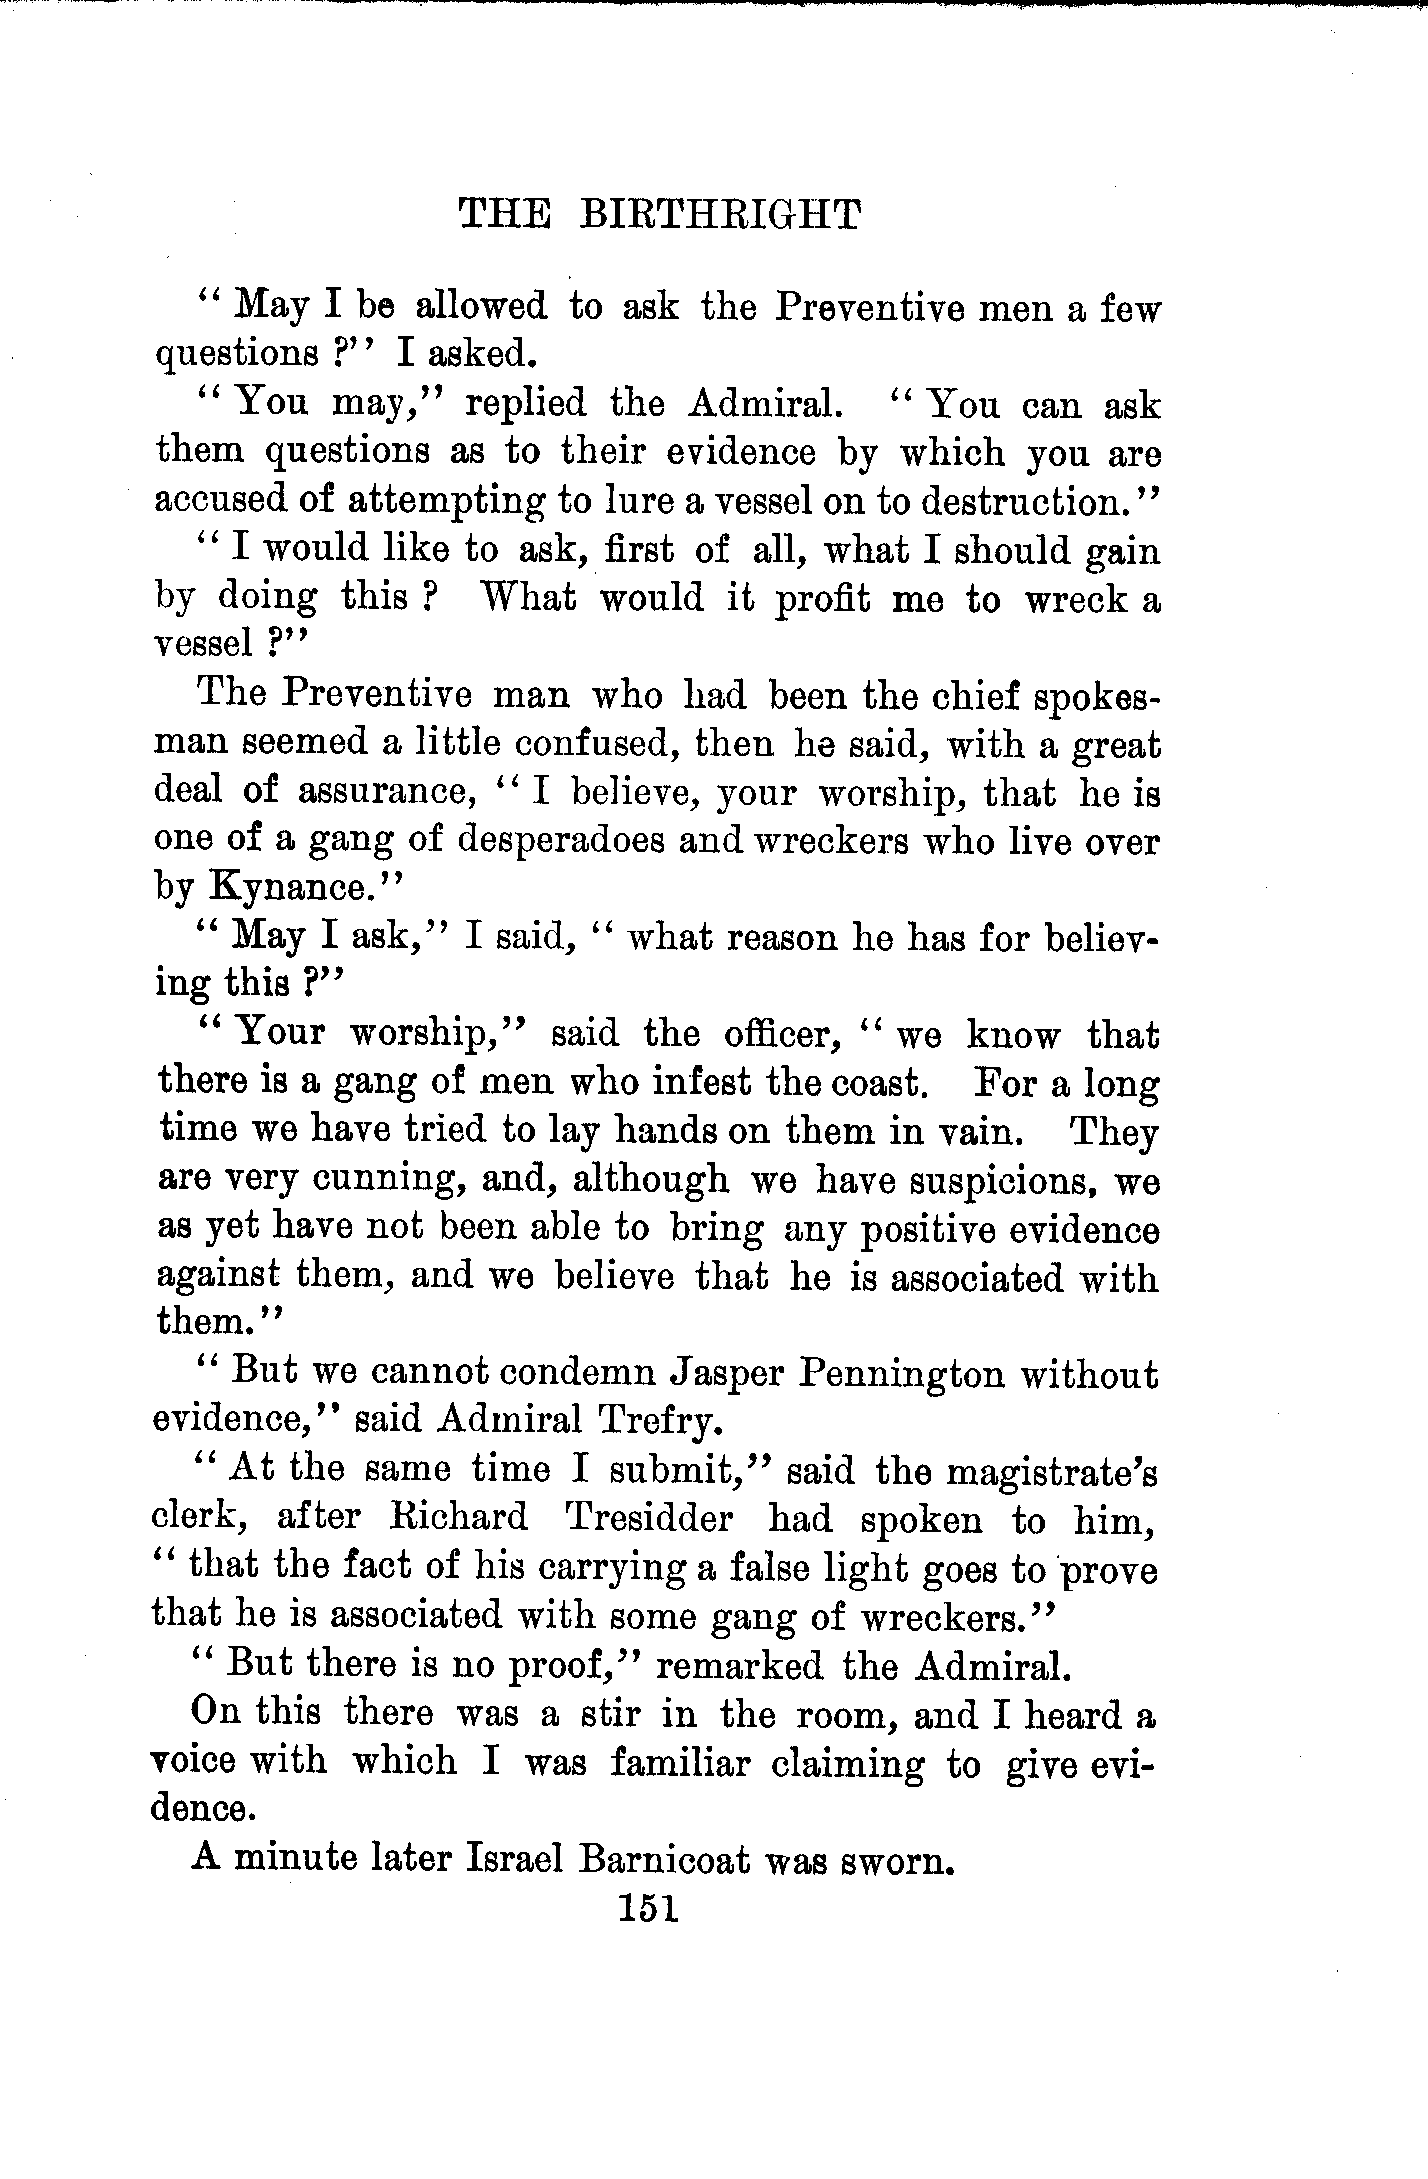 THE BIRTHRIGHT
“ May I be allowed to ask the Preventive men a few
questions ?” I asked.
“ You may,” replied the Admiral. “ You can ask
them questions as to their evidence by which you are
accused of attempting to lure a vessel on to destruction.”
“ I would like to ask, first of all, what I should gain
by doing this ? What would it profit me to wreck a
vessel ?”
The Preventive man who had been the chief spokes-
man seemed a little confused, then he said, with a great
deal of assurance, “ I believe, your worship, that he is
one of a gang of desperadoes and wreckers who live over
by Kynance.”
“ May I ask,” I said, “ what reason he has for believ-
ing this ?”
“ Your worship,” said the officer, “ we know that
there is a gang of men who infest the coast. For a long
time we have tried to lay hands on them in vain. They
are very cunning, and, although we have suspicions, we
as yet have not been able to bring any positive evidence
against them, and we believe that he is associated with
them.”
“ But we cannot condemn Jasper Pennington without
evidence,” said Admiral Trefry.
“ At the same time I submit,” said the magistrate’s
clerk, after Richard Tresidder had spoken to him,
“ that the fact of his carrying a false light goes to prove
that he is associated with some gang of wreckers.”
“ But there is no proof,” remarked the Admiral.
On this there was a stir in the room, and I heard a
voice with which I was familiar claiming to give evi-
dence.
A minute later Israel Barnicoat was sworn.
151